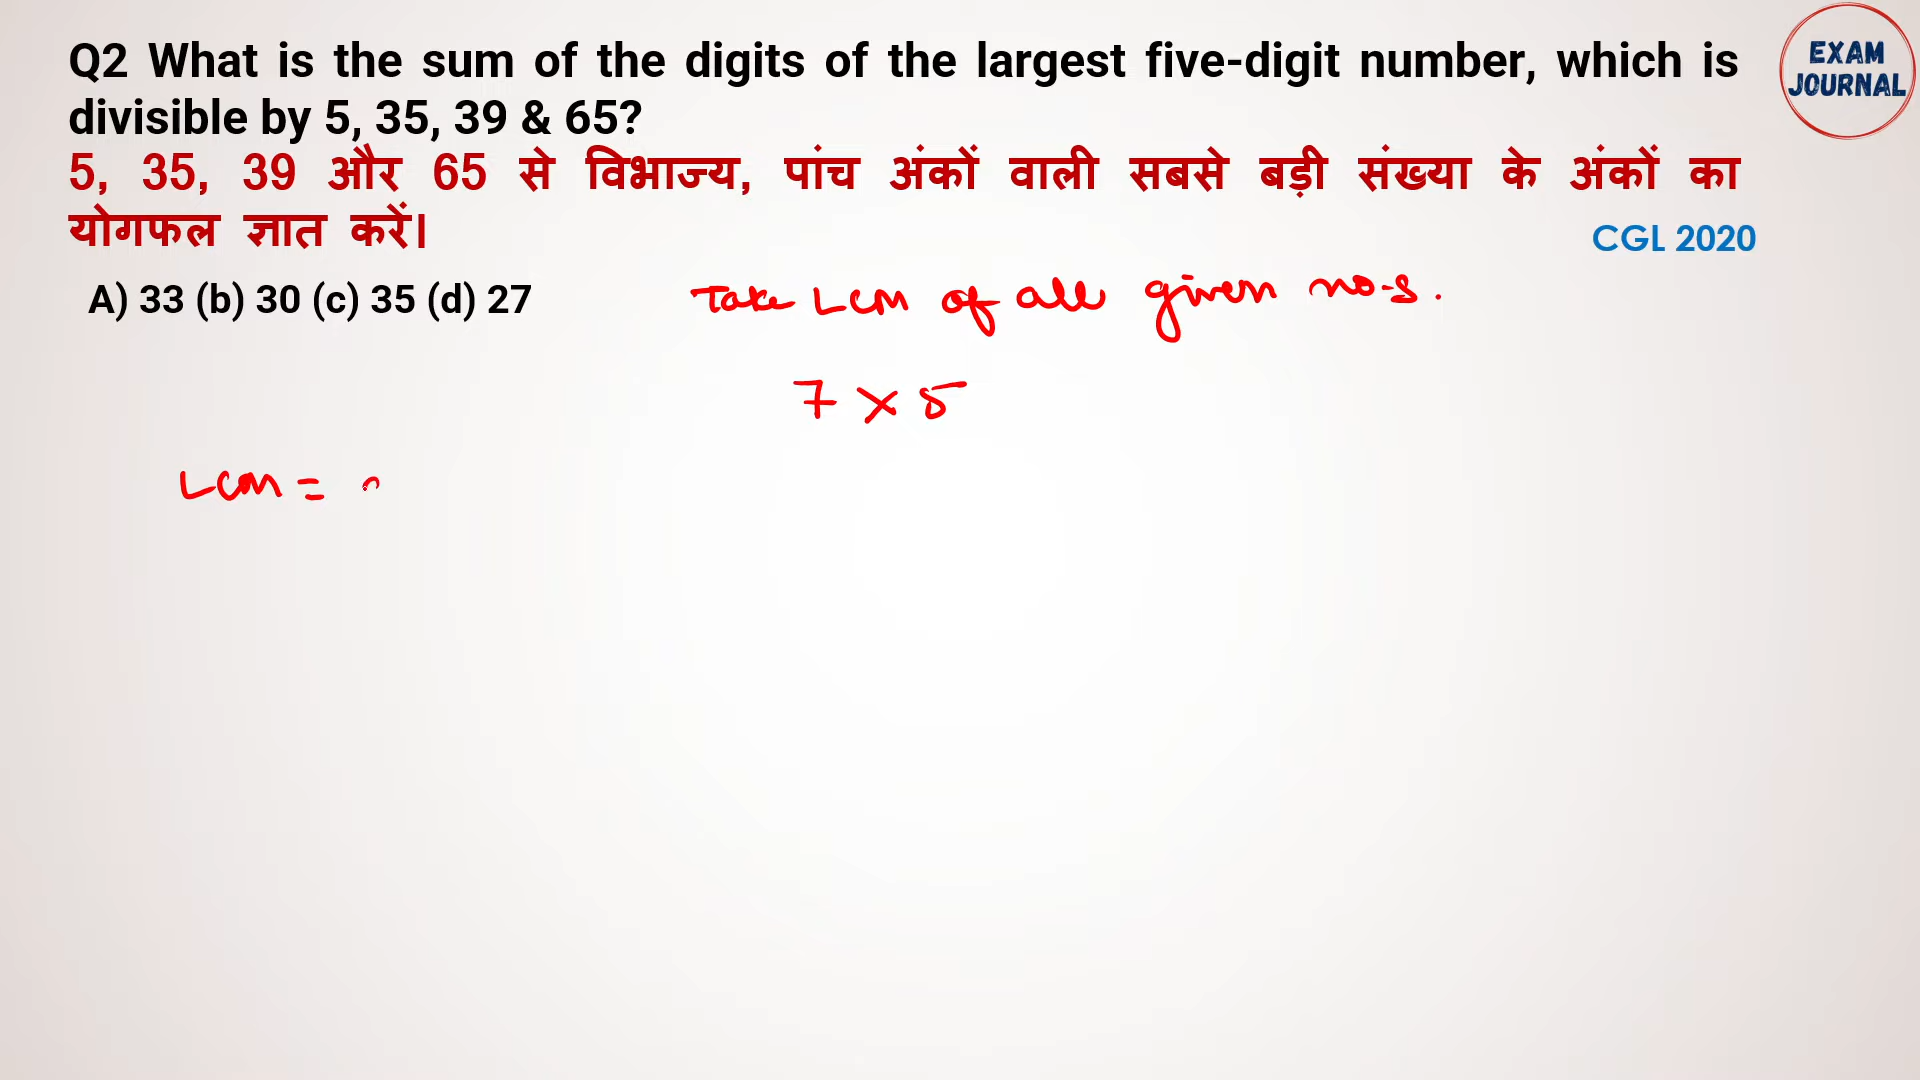 Q2 What is the sum of the digits of the largest five-digit number, which is
divisible by 5, 35, 39 & 65?
5, 35, 39 और 65 से विभाज्य, पांच अंकों वाली सबसे बड़ी संख्या के अंकों का
योगफल ज्ञात करें।
CGL 2020
A) 33 (b) 30 (c) 35 (d) 27
Take LCM of all given no-s.
7 × 5
LCM =
EXAM
JOURNAL